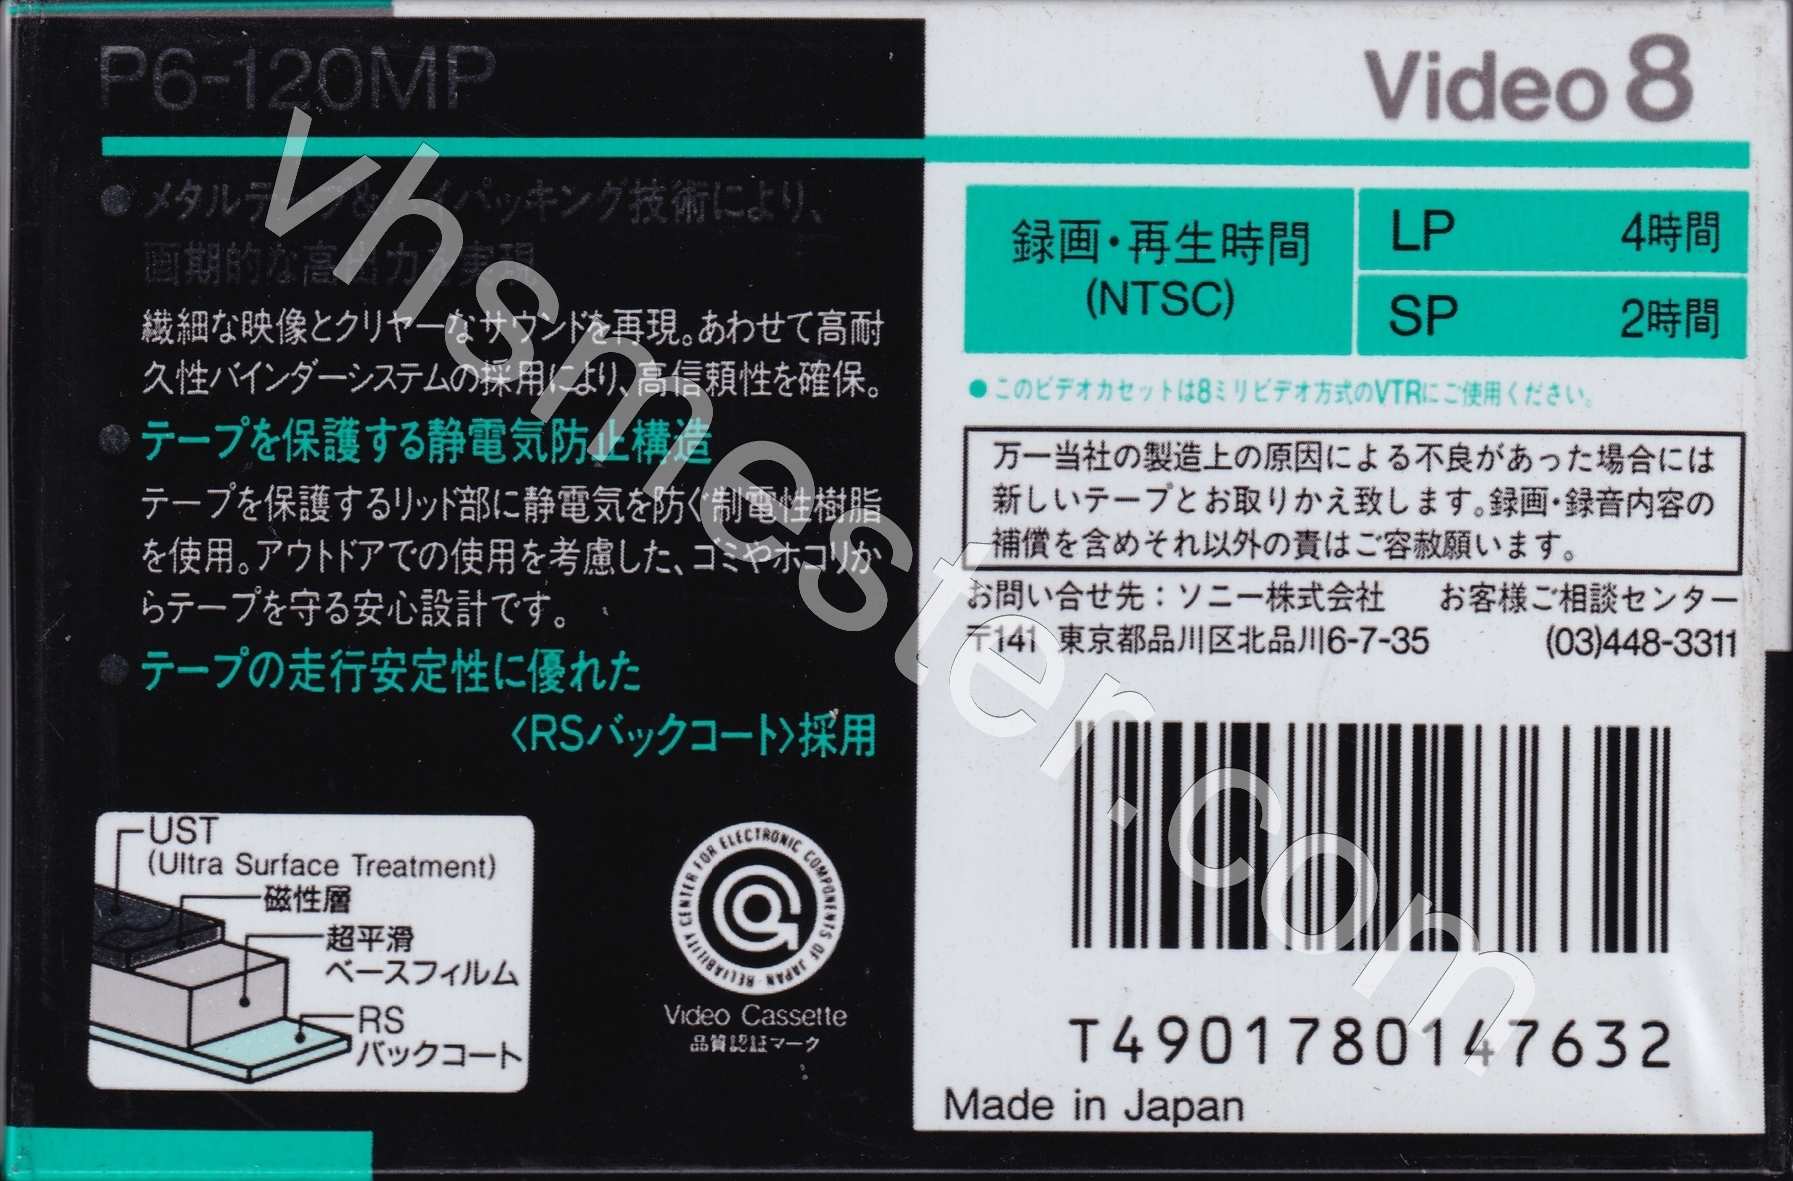 P6-120MP
Video 8
● メタルテープ&ハイパッキング技術により、
画期的な高出力を実現
繊細な映像とクリヤーなサウンドを再現。あわせて高耐
久性バインダーシステムの採用により、高信頼性を確保。
● テープを保護する静電気防止構造
テープを保護するリッド部に静電気を防ぐ制電性樹脂
を使用。アウトドアでの使用を考慮した、ゴミやホコリか
らテープを守る安心設計です。
● テープの走行安定性に優れた
〈RSバックコート〉採用
UST
(Ultra Surface Treatment)
磁性層
超平滑
ベースフィルム
RS
バックコート
RELIABILITY CENTER FOR ELECTRONIC COMPONENTS OF JAPAN
Video Cassette
品質認証マーク
録画・再生時間
(NTSC)
LP 4時間
SP 2時間
● このビデオカセットは8ミリビデオ方式のVTRにご使用ください。
万一当社の製造上の原因による不良があった場合には
新しいテープとお取りかえ致します。録画・録音内容の
補償を含めそれ以外の責はご容赦願います。
お問い合せ先：ソニー株式会社 お客様ご相談センター
〒141 東京都品川区北品川6-7-35 (03)448-3311
T4901780147632
Made in Japan
vhsmester.com